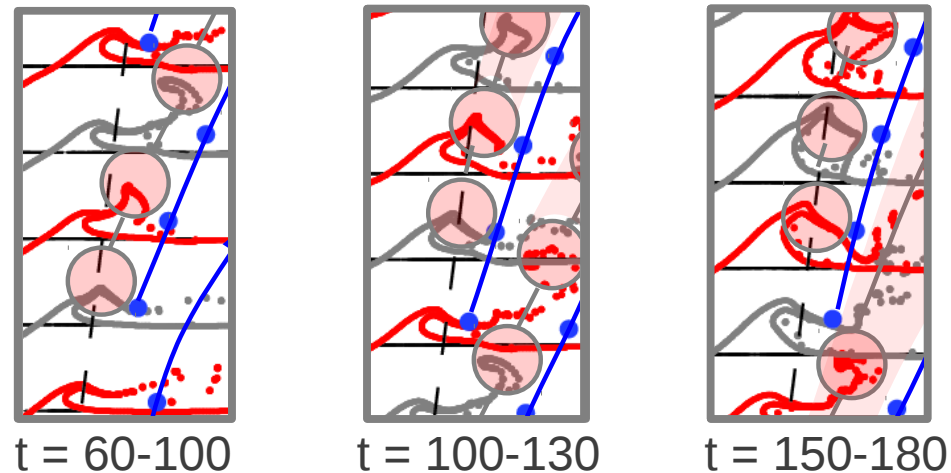 t = 60-100
t = 100-130
t = 150-180